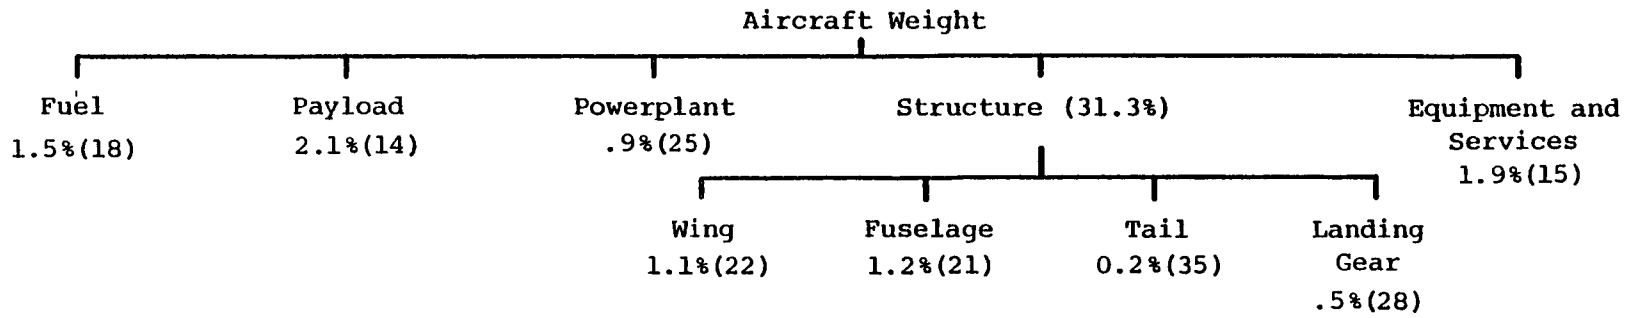 Aircraft Weight
Fuel Payload Powerplant Structure (31.3%) Equipment and
Services
1.5%(18) 2.1%(14) .9%(25) 1.9%(15)
Wing Fuselage Tail Landing
Gear
1.1%(22) 1.2%(21) 0.2%(35) .5%(28)